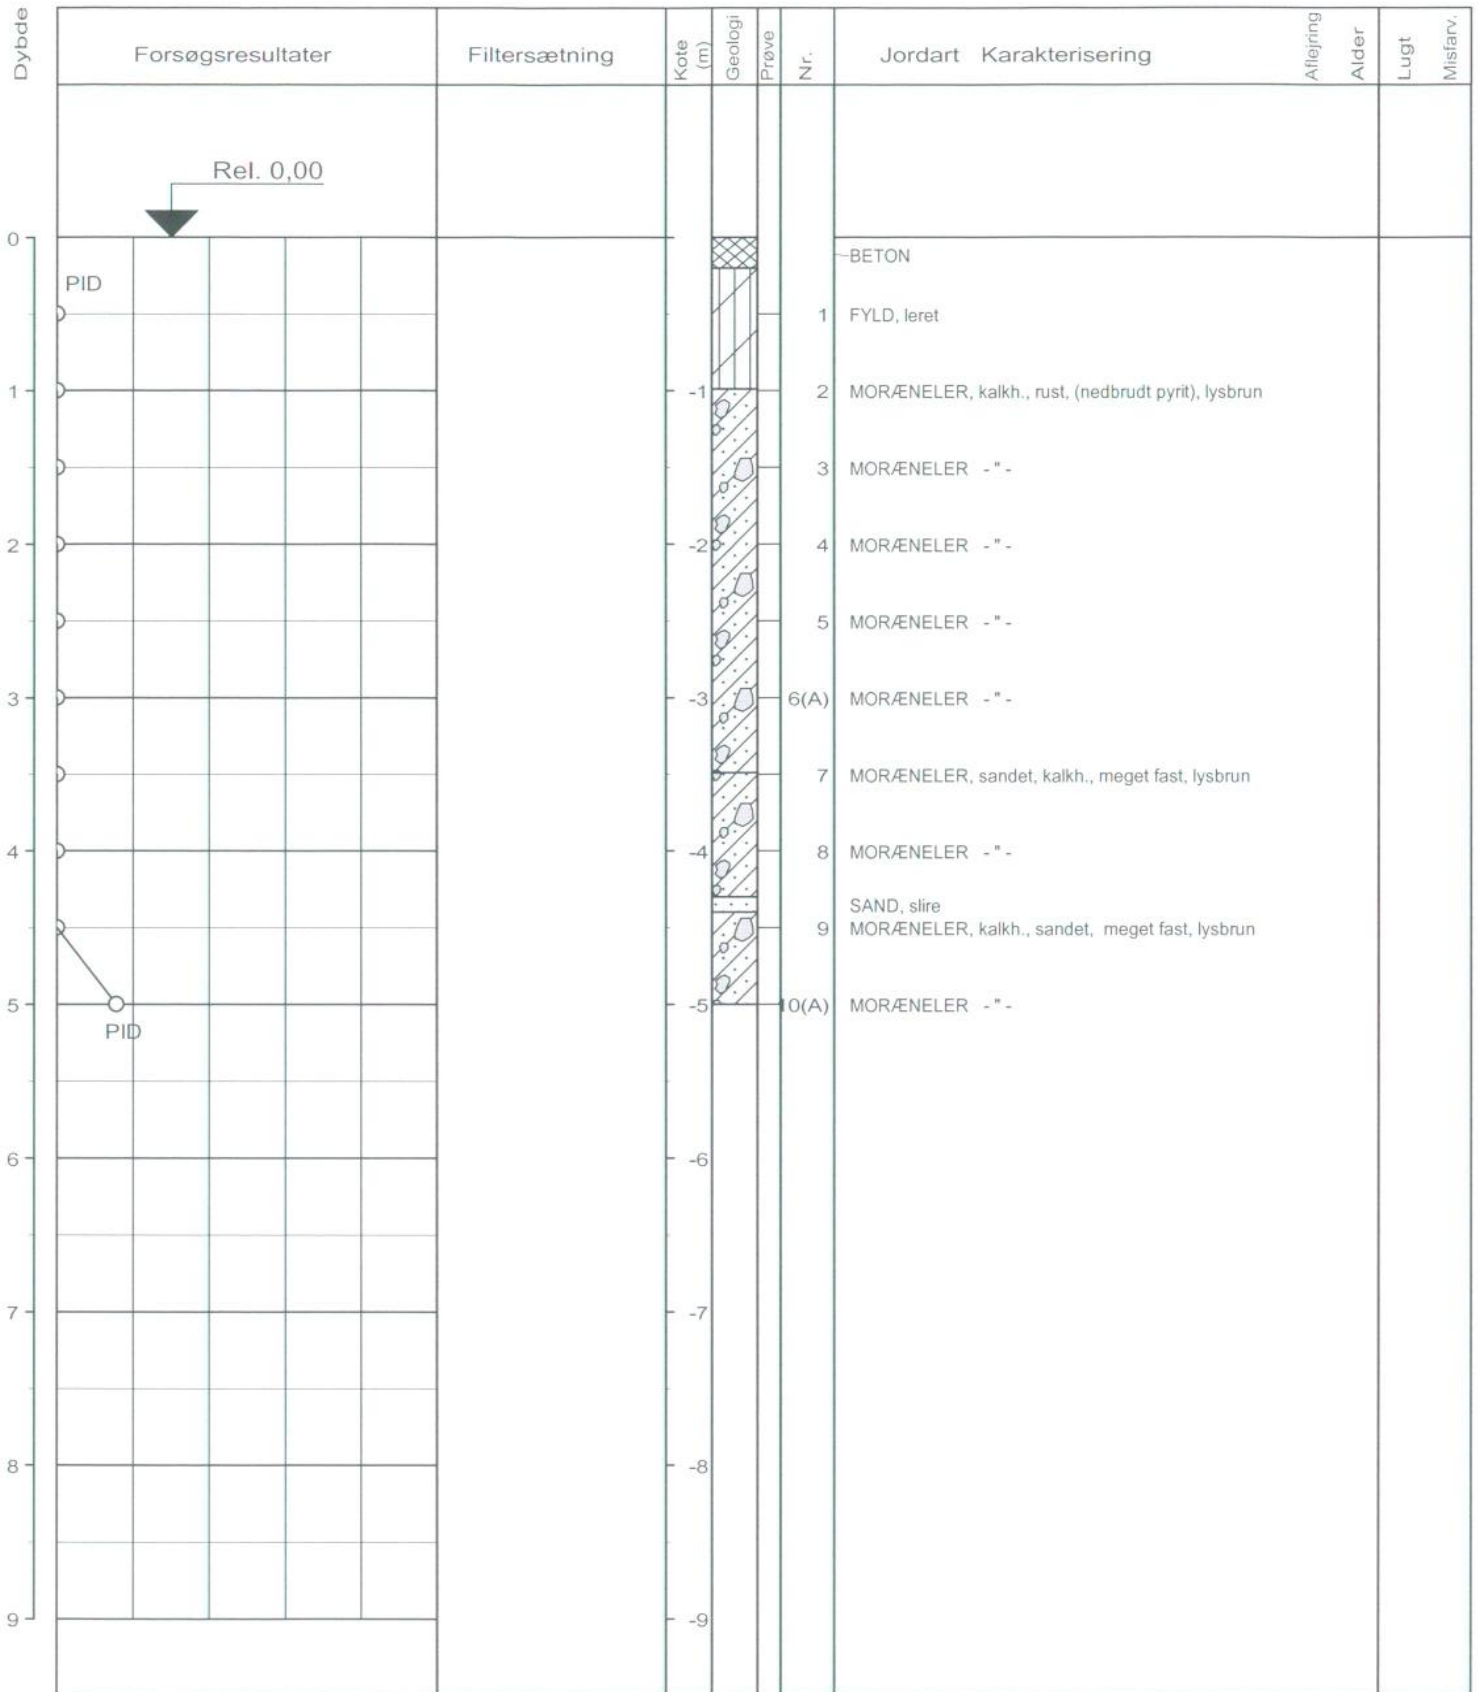 Dybde Forsøgsresultater Filtersætning Kote (m) Geologi Prøve Nr. Jordart Karakterisering Aflejring Alder Lugt Misfarv.
Rel. 0,00
0
BETON
PID
1 FYLD, leret
1 -1 2 MORÆNELER, kalkh., rust, (nedbrudt pyrit), lysbrun
3 MORÆNELER - " -
2 -2 4 MORÆNELER - " -
5 MORÆNELER - " -
3 -3 6(A) MORÆNELER - " -
7 MORÆNELER, sandet, kalkh., meget fast, lysbrun
4 -4 8 MORÆNELER - " -
SAND, slire
9 MORÆNELER, kalkh., sandet, meget fast, lysbrun
5 -5 10(A) MORÆNELER - " -
PID
6 -6
7 -7
8 -8
9 -9